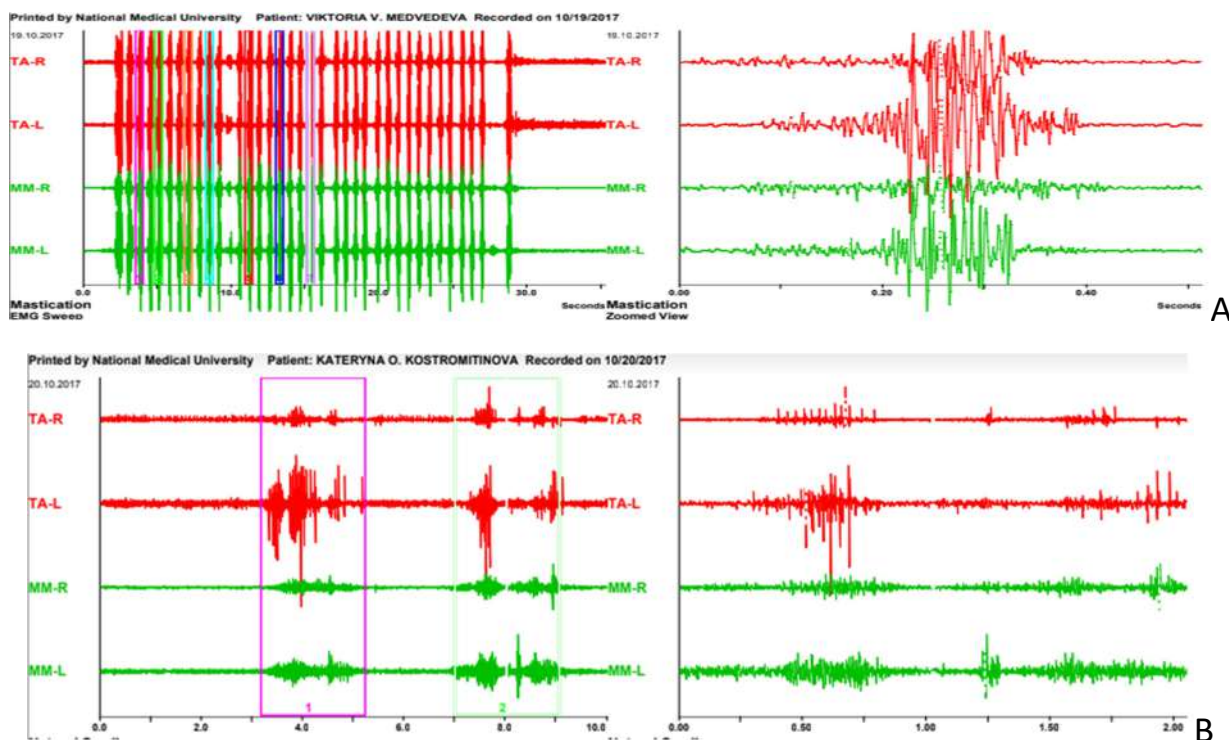 Printed by National Medical University Patient: VIKTORIA V. MEDVEDEVA Recorded on 10/19/2017
19.10.2017
TA-R
TA-L
MM-R
MM-L
0.0 10.0 20.0 30.0
Seconds
Mastication
EMG Sweep
19.10.2017
TA-R
TA-L
MM-R
MM-L
0.00 0.20 0.40
Seconds
Mastication
Zoomed View
A
Printed by National Medical University Patient: KATERYNA O. KOSTROMITINOVA Recorded on 10/20/2017
20.10.2017
TA-R
TA-L
MM-R
MM-L
1 2
0.0 2.0 4.0 6.0 8.0 10.0
20.10.2017
TA-R
TA-L
MM-R
MM-L
0.00 0.50 1.00 1.50 2.00
B